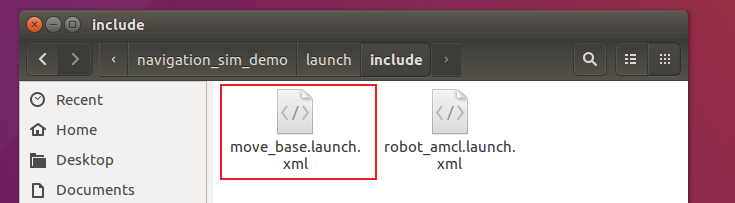 include
navigation_sim_demo launch include
Recent
Home
Desktop
Documents
move_base.launch.
xml
robot_amcl.launch.
xml